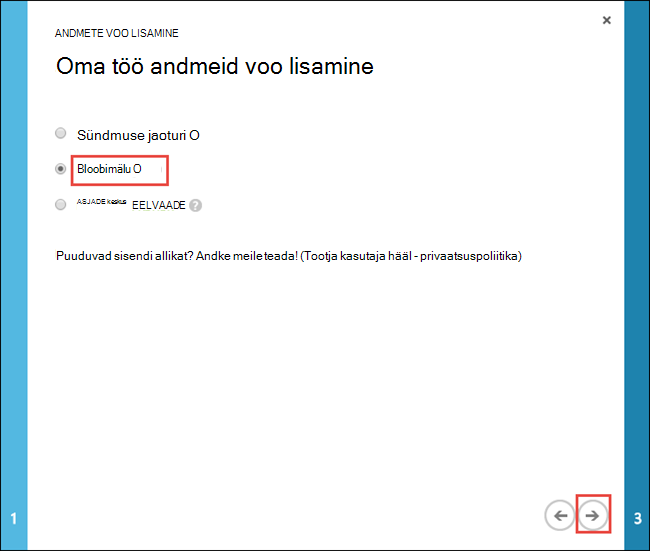 ANDMETE VOO LISAMINE
Oma töö andmeid voo lisamine
Sündmuse jaoturi O
Bloobimälu O
ASJADE keskus EELVAADE ?
Puuduvad sisendi allikat? Andke meile teada! (Tootja kasutaja hääl - privaatsuspoliitika)
1
3